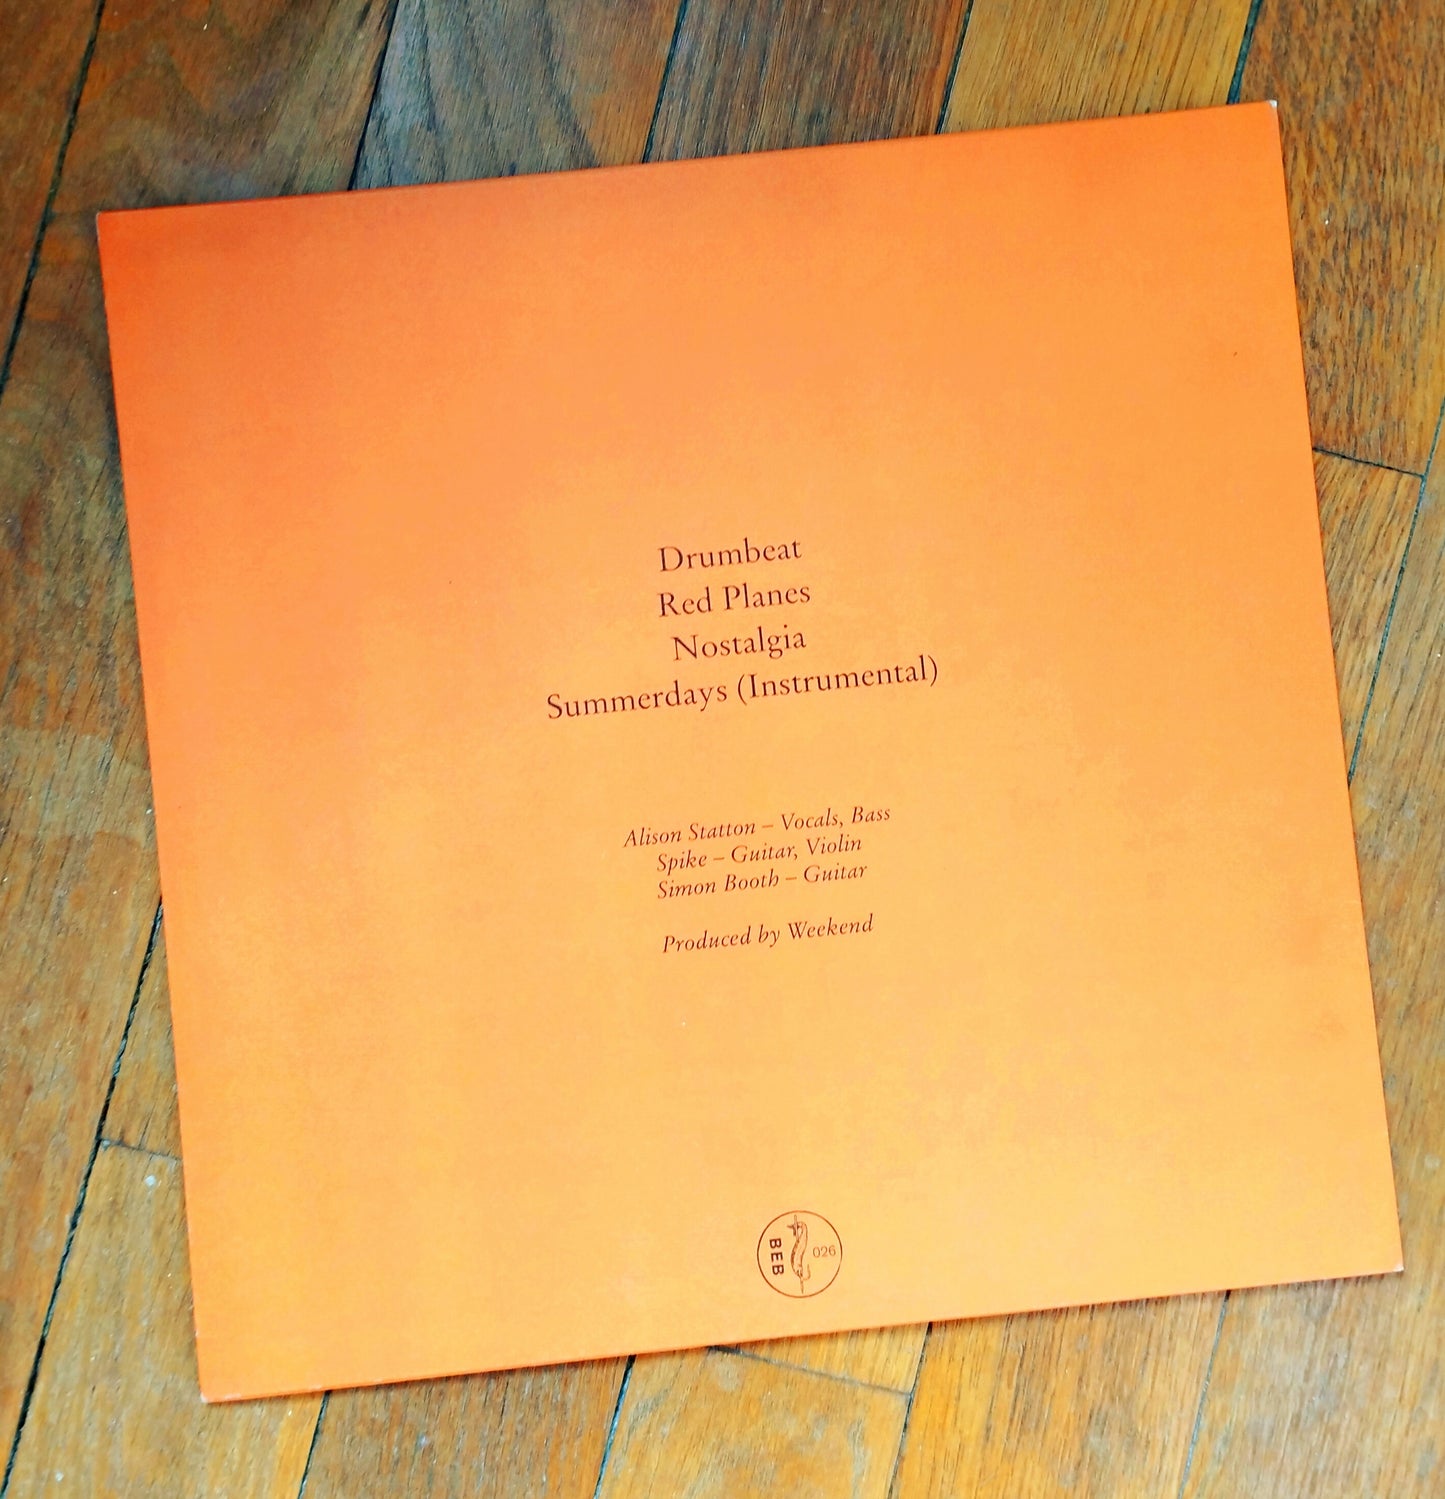 Drumbeat
Red Planes
Nostalgia
Summerdays (Instrumental)
Alison Statton – Vocals, Bass
Spike – Guitar, Violin
Simon Booth – Guitar
Produced by Weekend
BEB
026